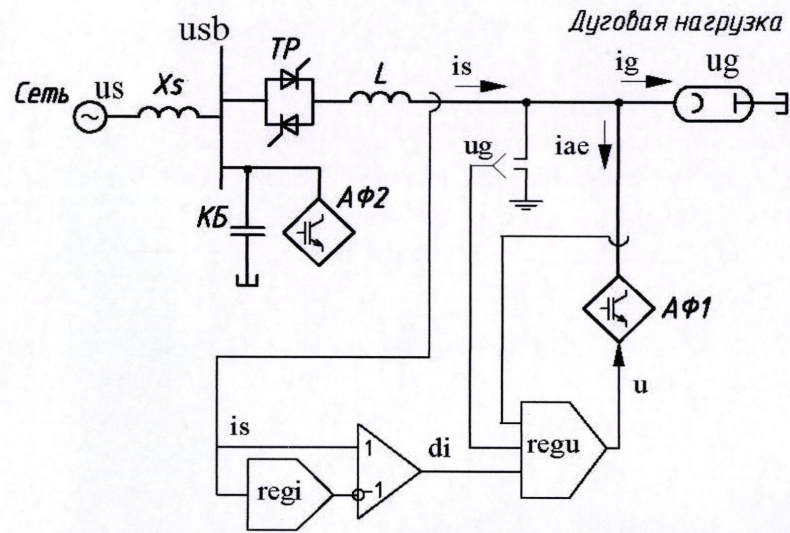 Дуговая нагрузка
usb
ТР
Сеть
us
Xs
L
is
ig
ug
ug
iae
КБ
АФ2
АФ1
u
is
1
di
regu
regi
-1